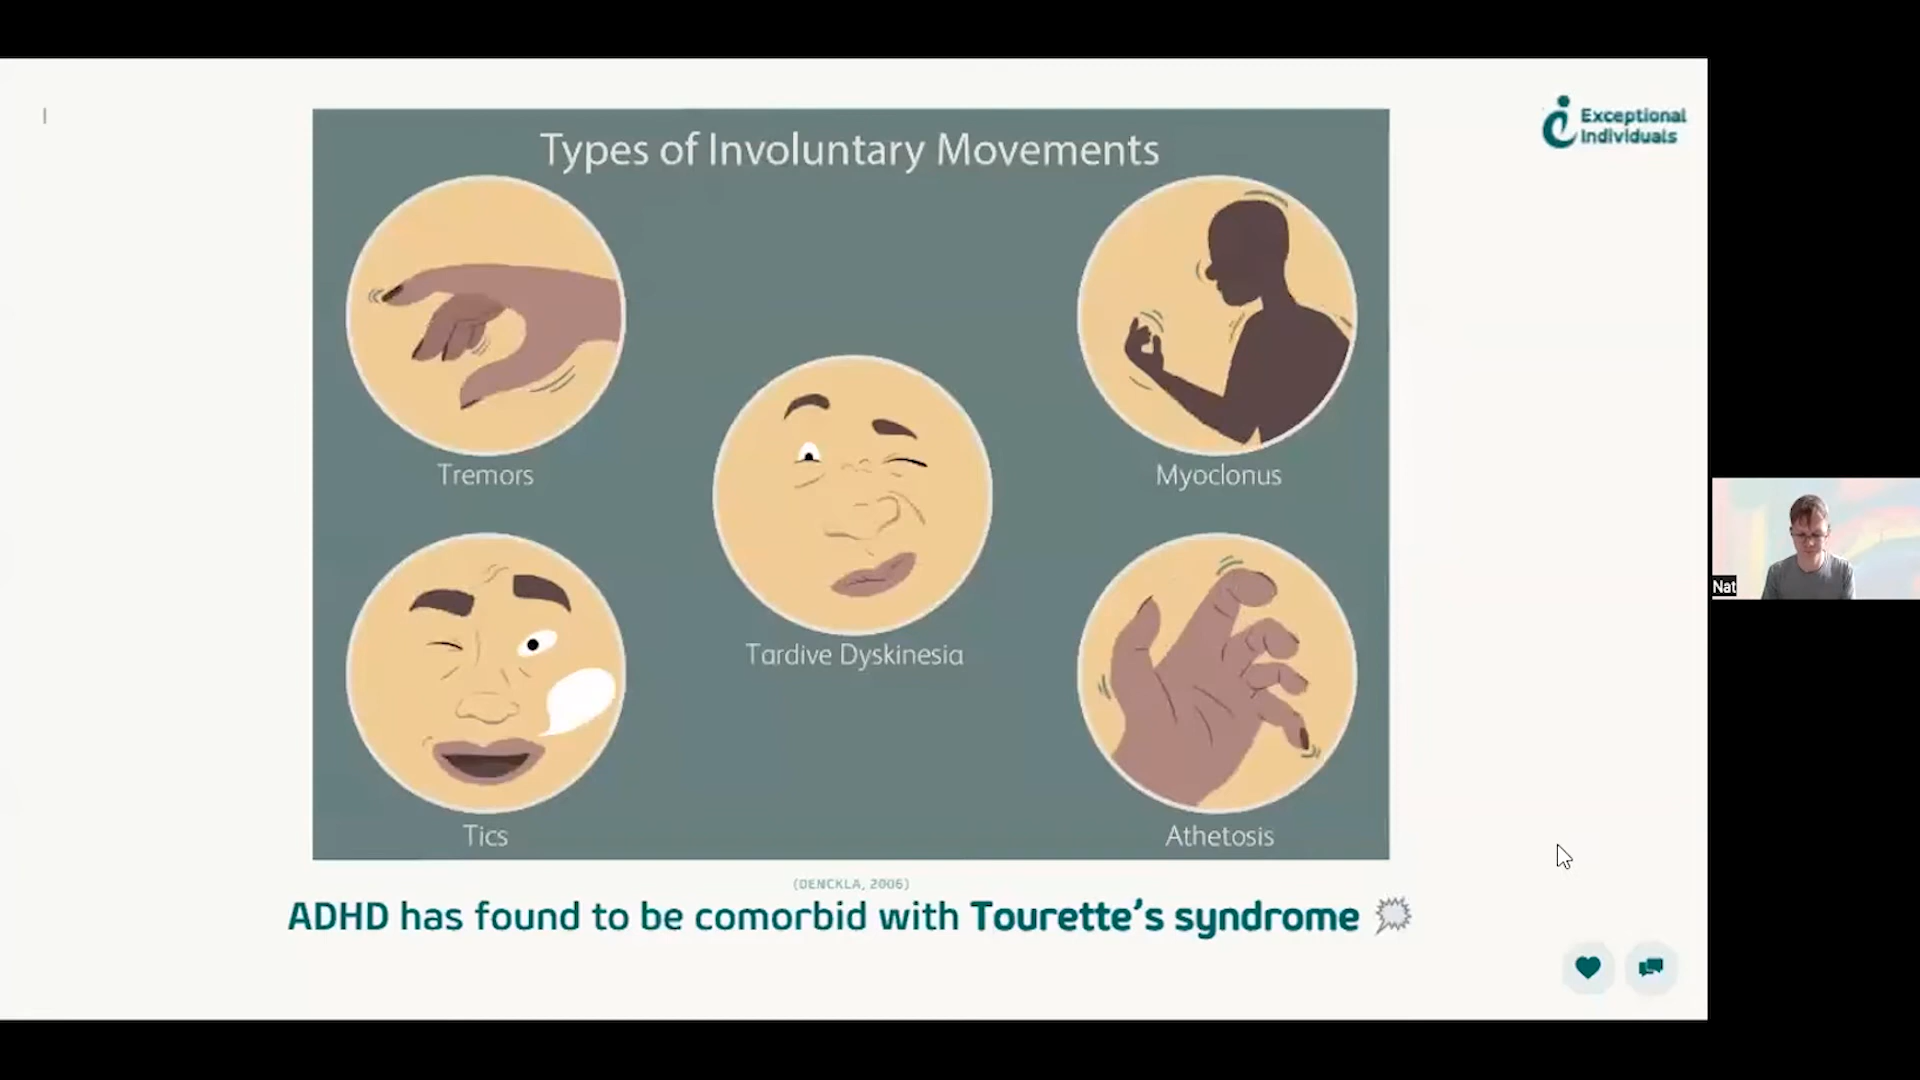 Types of Involuntary Movements
Exceptional
Individuals
Tremors
Myoclonus
Tardive Dyskinesia
Tics
Athetosis
(DENCKLA, 2006)
ADHD has found to be comorbid with Tourette's syndrome
Nat